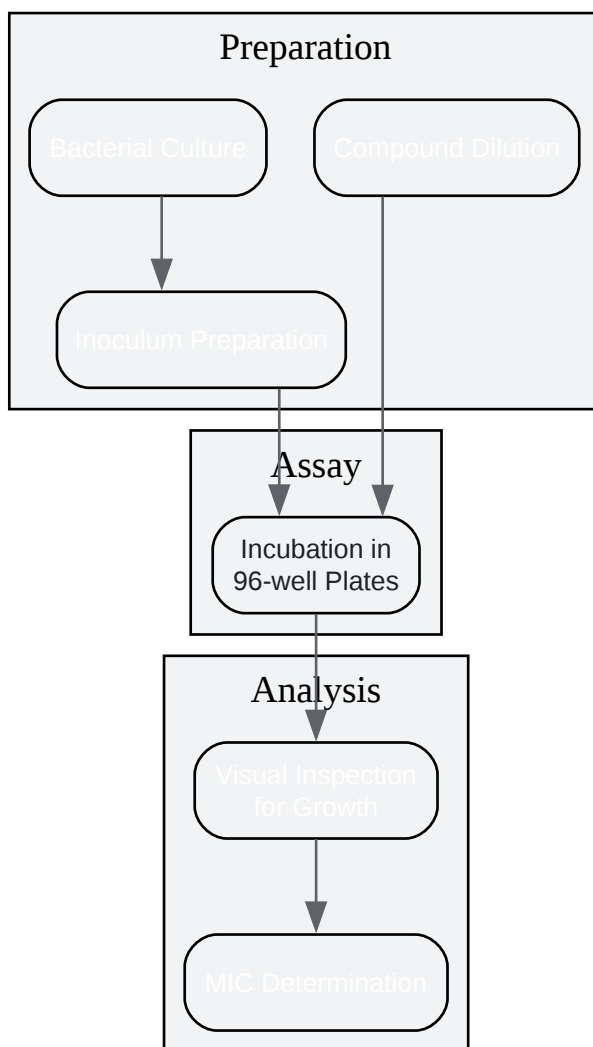 Preparation
Bacterial Culture
Compound Dilution
Inoculum Preparation
Assay
Incubation in
96-well Plates
Analysis
Visual Inspection
for Growth
MIC Determination